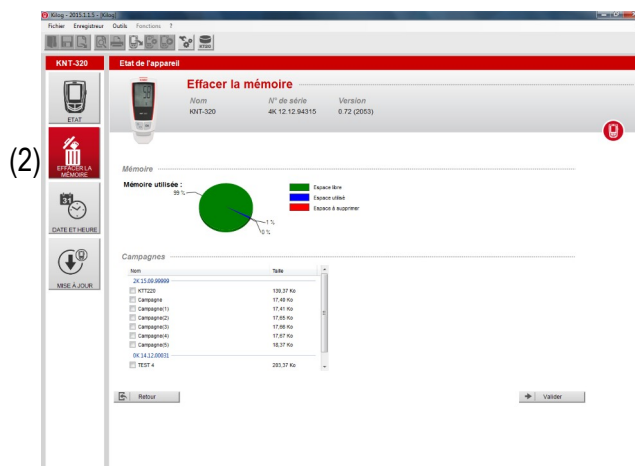 Kilog - 2015.1.1.5 - [Kilog]
Fichier Enregistreur Outils Fonctions ?
KNT-320
Etat de l'appareil
Effacer la mémoire
Nom N° de série Version
KNT-320 4K 12.12.94315 0.72 (2053)
ETAT
(2)
EFFACER LA
MÉMOIRE
31
DATE ET HEURE
MISE À JOUR
Mémoire
Mémoire utilisée :
99 %
1 %
0 %
Espace libre
Espace utilisé
Espace à supprimer
Campagnes
Nom Taille
2K 15.09.99999
KTT220 139,37 Ko
Campagne 17,48 Ko
Campagne(1) 17,41 Ko
Campagne(2) 17,65 Ko
Campagne(3) 17,66 Ko
Campagne(4) 17,67 Ko
Campagne(5) 18,37 Ko
0K 14.12.00031
TEST 4 203,37 Ko
Retour
Valider